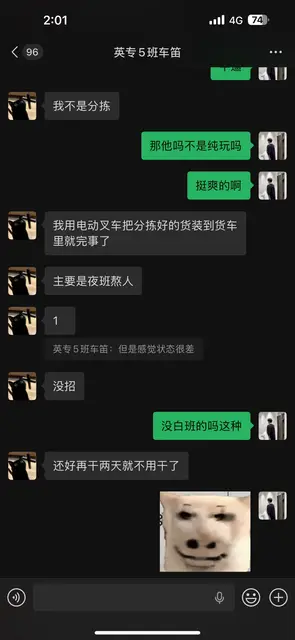 2:01
4G
74
96
英专5班车笛
我不是分拣
那他吗不是纯玩吗
挺爽的啊
我用电动叉车把分拣好的货装到货车
里就完事了
主要是夜班熬人
1
英专5班车笛：但是感觉状态很差
没招
没白班的吗这种
还好再干两天就不用干了